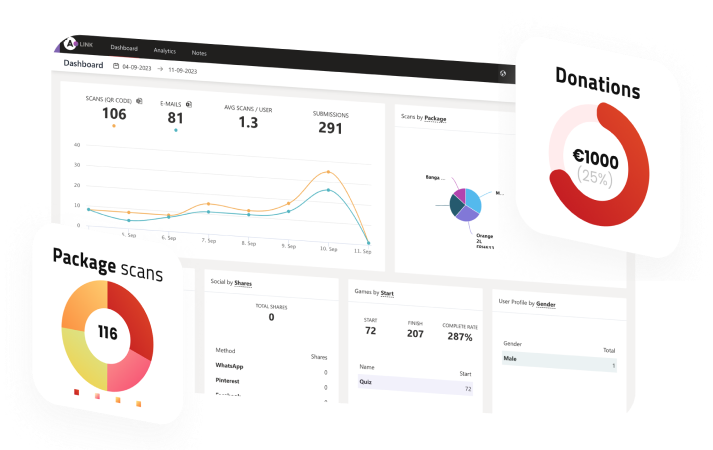 A LINK Dashboard Analytics Notes
Dashboard 04-09-2023 → 11-09-2023
SCANS (QR CODE) E-MAILS AVG SCANS / USER SUBMISSIONS
106 81 1.3 291
40
30
20
10
0
5. Sep 6. Sep 7. Sep 8. Sep 9. Sep 10. Sep 11. Sep
Scans by Package
Banga ...
M...
Orange
2L
Donations
€1000
(25%)
Package scans
116
Social by Shares
TOTAL SHARES
0
Method Shares
WhatsApp 0
Pinterest 0
Facebook 0
Games by Start
START FINISH COMPLETE RATE
72 207 287%
Name Start
Quiz 72
User Profile by Gender
Gender Total
Male 1